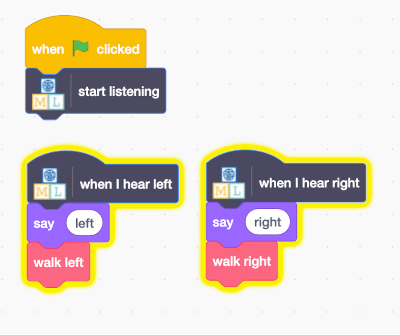 when clicked
ML start listening
ML when I hear left
say left
walk left
ML when I hear right
say right
walk right